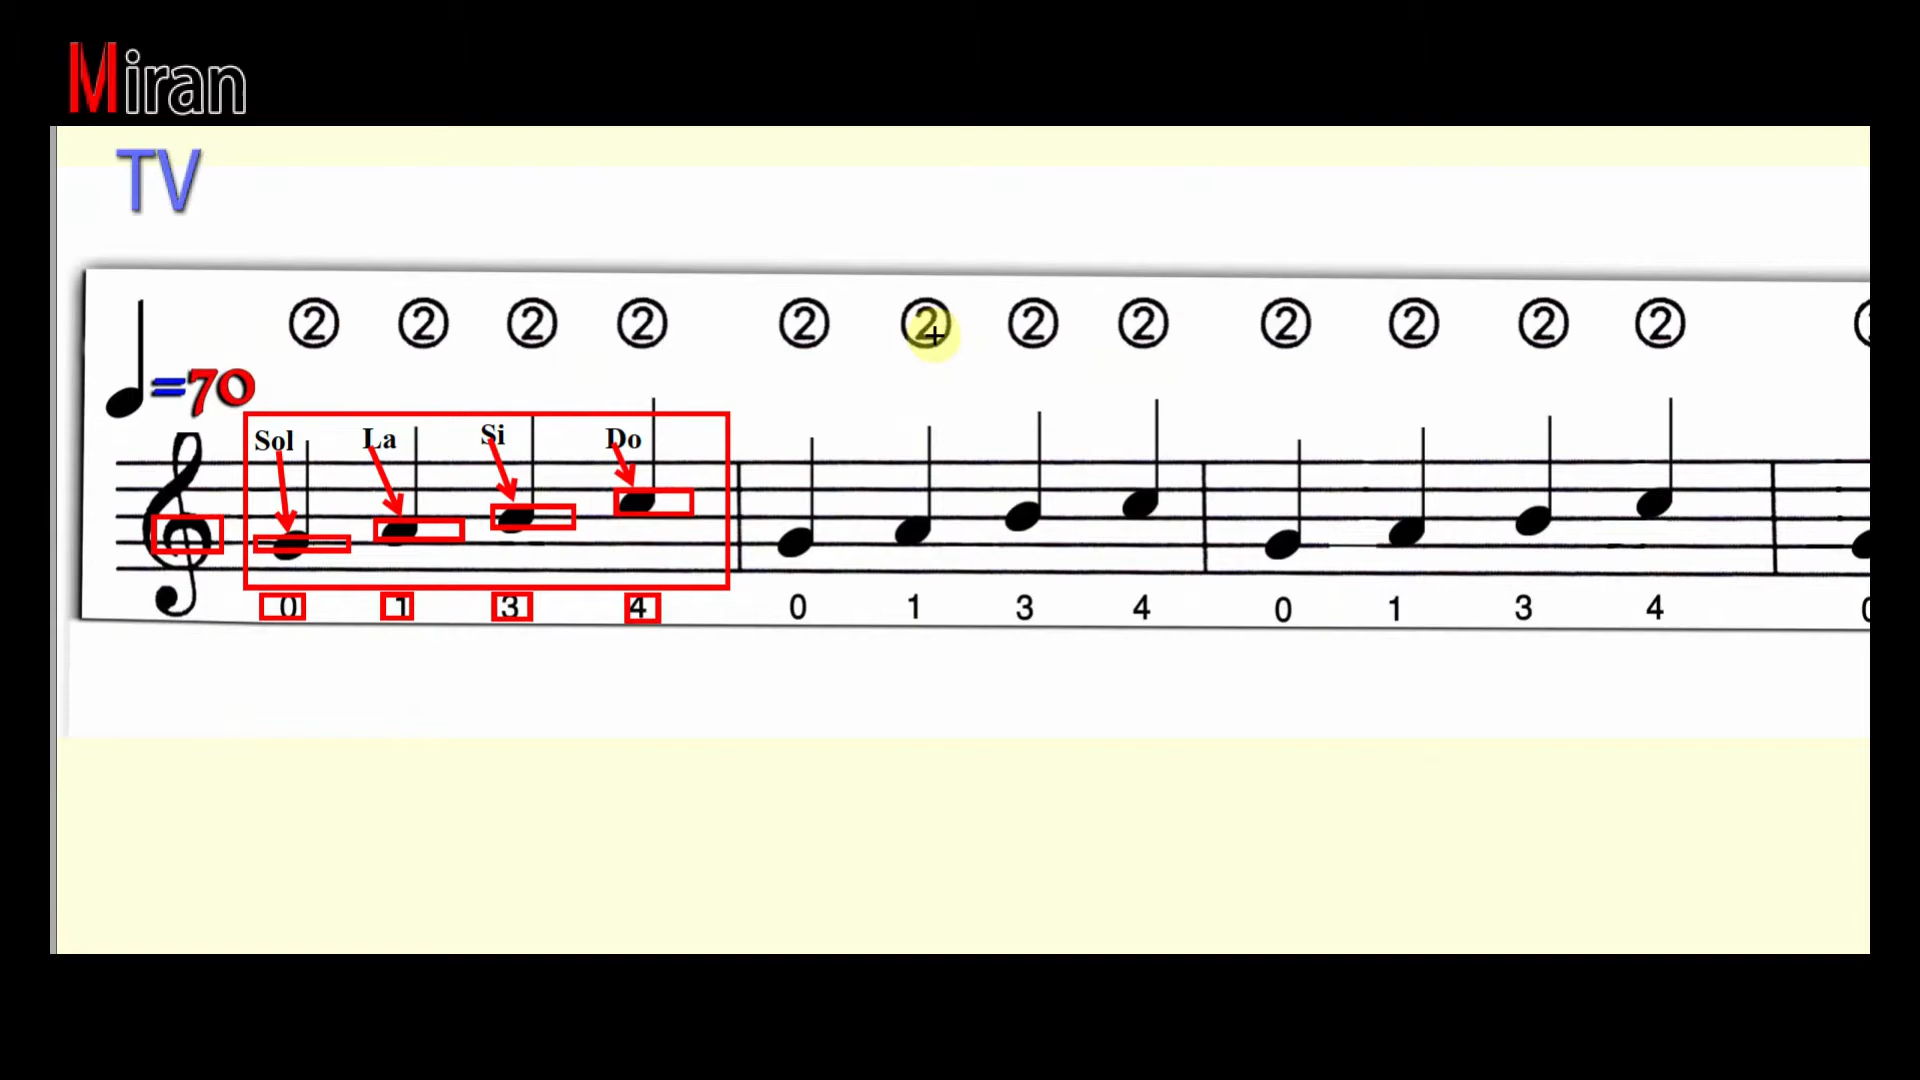 Miran
TV
② ② ② ② ② ② ② ② ② ② ② ②
=70
Sol La Si Do
0 1 3 4 0 1 3 4 0 1 3 4 0